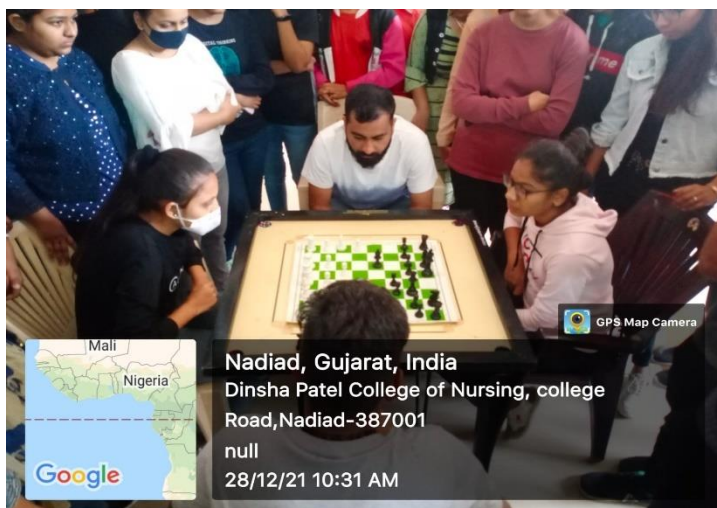 GPS Map Camera
Mali
Nigeria
Google
Nadiad, Gujarat, India
Dinsha Patel College of Nursing, college
Road,Nadiad-387001
null
28/12/21 10:31 AM